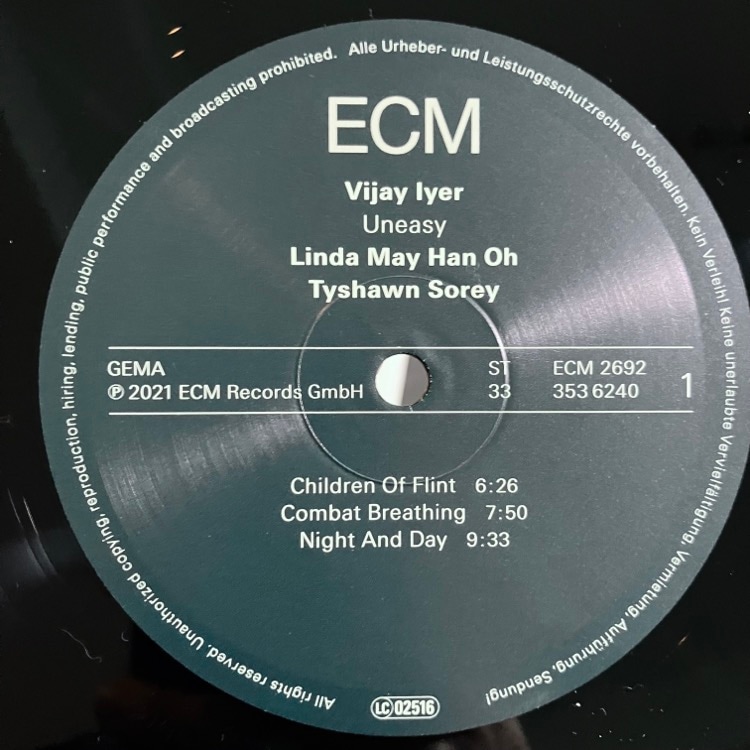 ECM
Vijay Iyer
Uneasy
Linda May Han Oh
Tyshawn Sorey
GEMA
℗ 2021 ECM Records GmbH
ST
33
ECM 2692
353 6240
1
Children Of Flint 6:26
Combat Breathing 7:50
Night And Day 9:33
All rights reserved. Unauthorized copying, reproduction, hiring, lending, public performance and broadcasting prohibited. Alle Urheber- und Leistungsschutzrechte vorbehalten. Kein Verleih! Keine unerlaubte Vervielfältigung, Vermietung, Aufführung, Sendung!
LC 02516